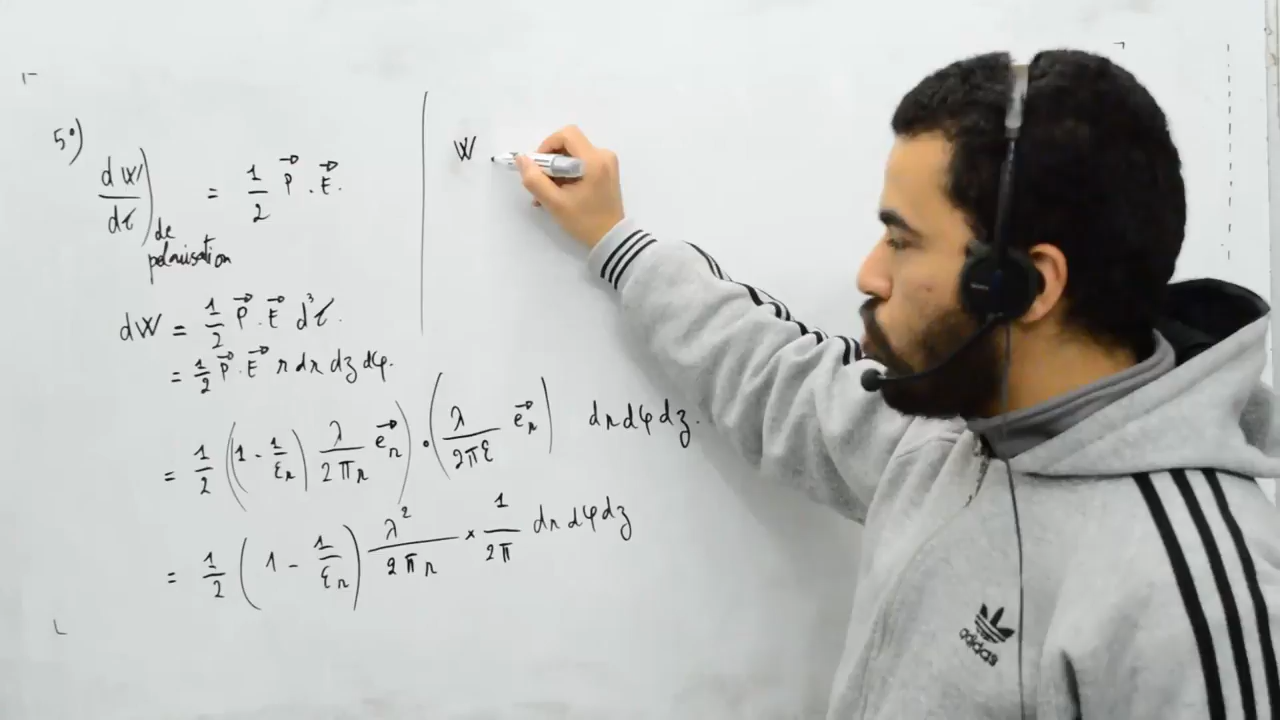 5°)
dW/dτ) de polarisation = 1/2 P⃗ . E⃗ .
dW = 1/2 P⃗ . E⃗ d³τ .
= 1/2 P⃗ . E⃗ r dr dz dφ .
= 1/2 (1 - 1/εr) λ/2πr e⃗r) . (λ/2πε e⃗r) dr dφ dz .
= 1/2 (1 - 1/εr) λ²/2πr × 1/2π dr dφ dz
W
adidas